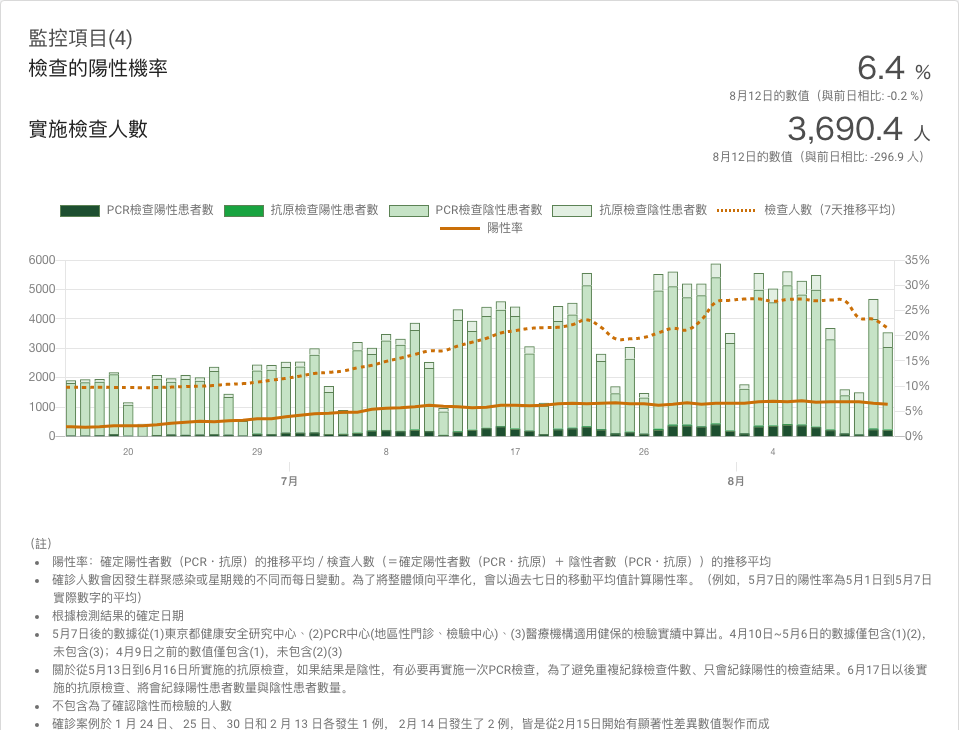 監控項目(4)
檢查的陽性機率
6.4 %
8月12日的數值（與前日相比: -0.2 %）
實施檢查人數
3,690.4 人
8月12日的數值（與前日相比: -296.9 人）
PCR檢查陽性患者數 抗原檢查陽性患者數 PCR檢查陰性患者數 抗原檢查陰性患者數 檢查人數（7天推移平均）
陽性率
6000 35%
5000 30%
4000 25%
3000 20%
2000 15%
1000 10%
0 5%
0%
20 29 8 17 26 4
7月 8月
（註）
陽性率：確定陽性者數（PCR・抗原）的推移平均 / 検査人數（＝確定陽性者數（PCR・抗原）＋ 陰性者數（PCR・抗原））的推移平均
確診人數會因發生群聚感染或星期幾的不同而每日變動。為了將整體傾向平準化，會以過去七日的移動平均值計算陽性率。（例如，5月7日的陽性率為5月1日到5月7日
實際數字的平均）
根據檢測結果的確定日期
5月7日後的數據從(1)東京都健康安全研究中心、(2)PCR中心(地區性門診、檢驗中心)、(3)醫療機構適用健保的檢驗實績中算出。4月10日~5月6日的數據僅包含(1)(2)，
未包含(3)；4月9日之前的數值僅包含(1)，未包含(2)(3)
關於從5月13日到6月16日所實施的抗原檢查，如果結果是陰性，有必要再實施一次PCR檢查，為了避免重複紀錄檢查件數、只會紀錄陽性的檢查結果。6月17日以後實
施的抗原檢查、將會紀錄陽性患者數量與陰性患者數量。
不包含為了確認陰性而檢驗的人數
確診案例於 1 月 24 日、 25 日、 30 日和 2 月 13 日各發生 1 例， 2月 14 日發生了 2 例，皆是從2月15日開始有顯著性差異數值製作而成